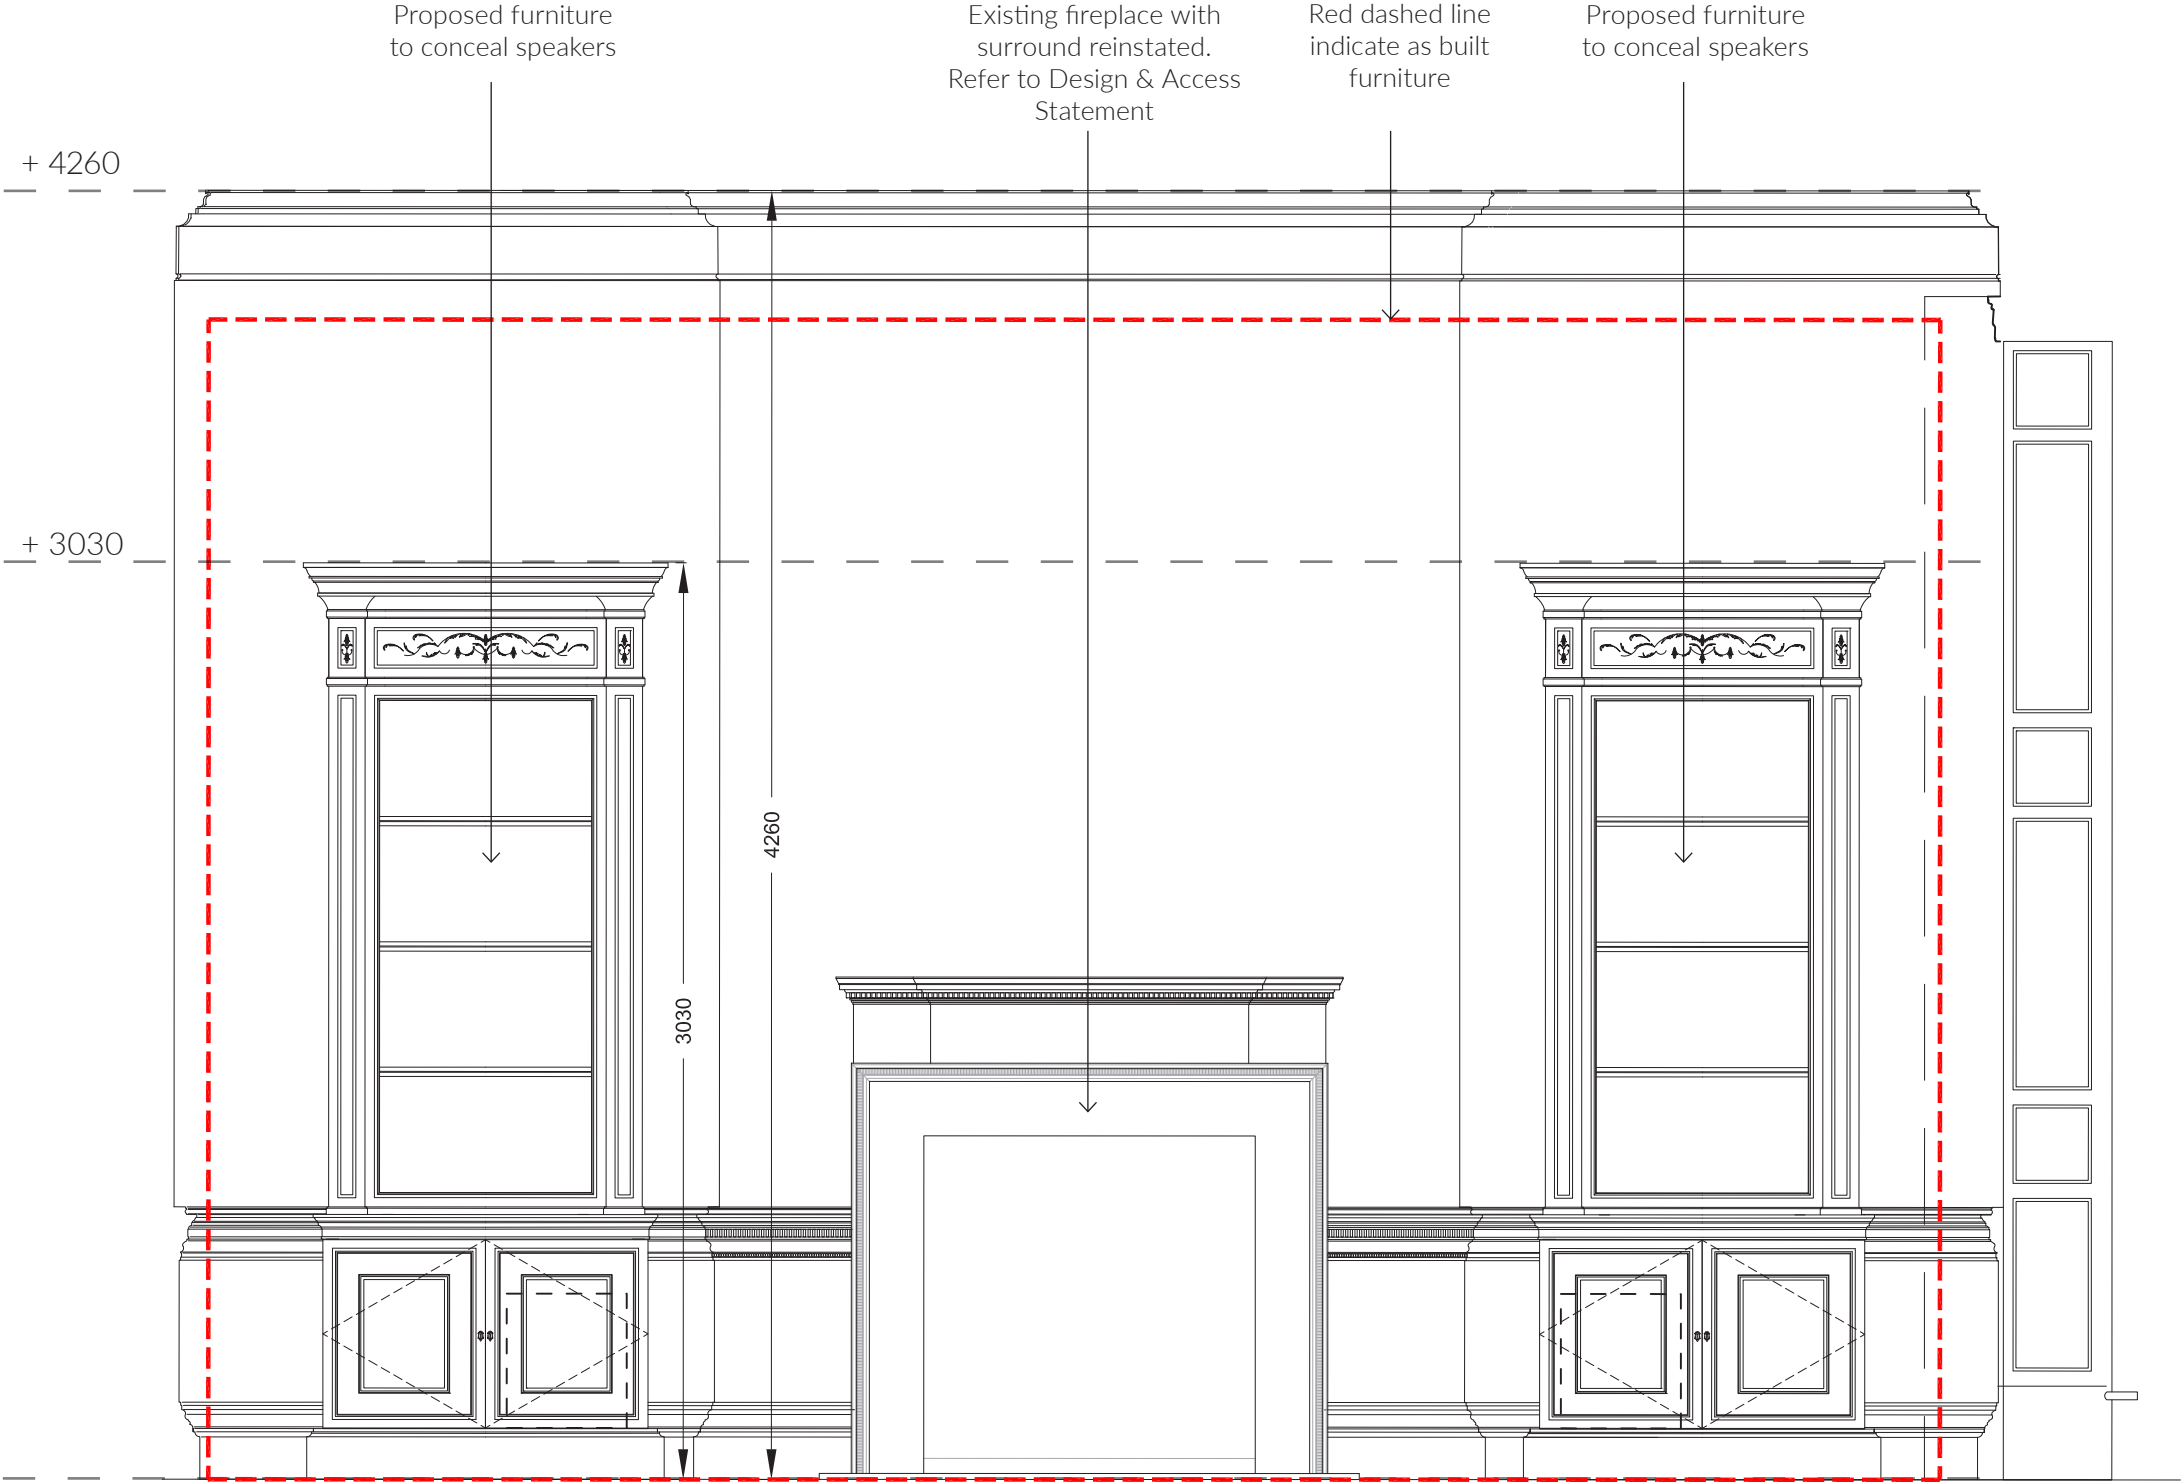 Proposed furniture
to conceal speakers
Existing fireplace with
surround reinstated.
Refer to Design & Access
Statement
Red dashed line
indicate as built
furniture
Proposed furniture
to conceal speakers
+ 4260
+ 3030
4260
3030